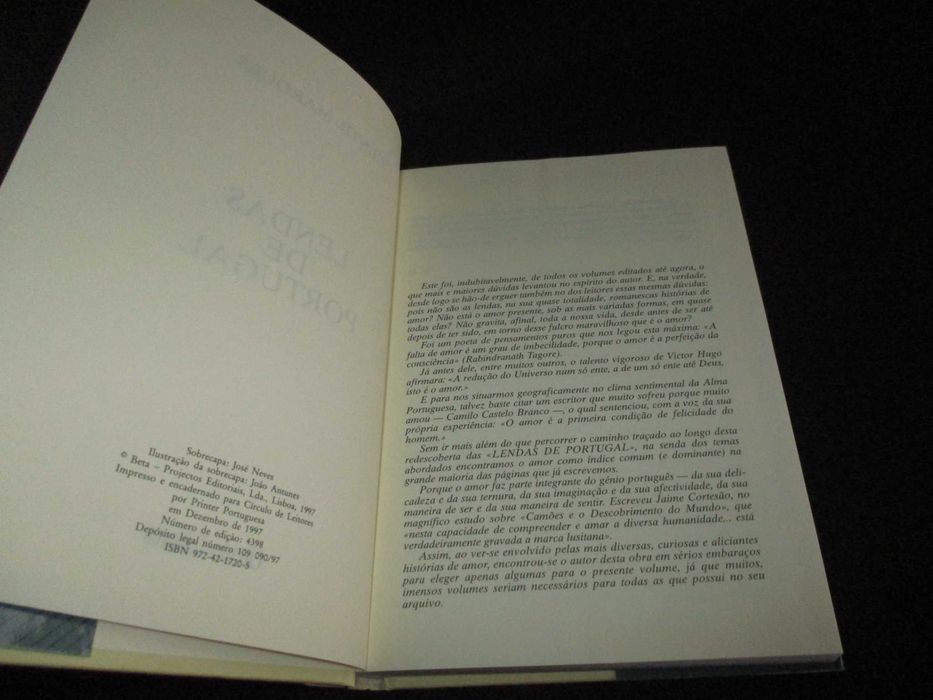 Sobrecapa: José Neves
Ilustração da sobrecapa: João Antunes
© Beta — Projectos Editoriais, Lda., Lisboa, 1997
Impresso e encadernado para Círculo de Leitores
por Printer Portuguesa
em Dezembro de 1997
Número de edição: 4398
Depósito legal número 109 090/97
ISBN 972-42-1720-5
Este foi, indubitavelmente, de todos os volumes editados até agora, o
que mais e maiores dúvidas levantou no espírito do autor. E, na verdade,
desde logo se hão-de erguer também no dos leitores essas mesmas dúvidas:
pois não são as lendas, na sua quase totalidade, romanescas histórias de
amor? Não está o amor presente, sob as mais variadas formas, em quase
todas elas? Não gravita, afinal, toda a nossa vida, desde antes de ser até
depois de ter sido, em torno desse fulcro maravilhoso que é o amor?
Foi um poeta de pensamentos puros que nos legou esta máxima: «A
falta de amor é um grau de imbecilidade, porque o amor é a perfeição da
consciência» (Rabindranath Tagore).
Já antes dele, entre muitos outros, o talento vigoroso de Victor Hugo
afirmara: «A redução do Universo num só ente, a de um só ente até Deus,
isto é o amor.»
E para nos situarmos geograficamente no clima sentimental da Alma
Portuguesa, talvez baste citar um escritor que muito sofreu porque muito
amou — Camilo Castelo Branco —, o qual sentenciou, com a voz da sua
própria experiência: «O amor é a primeira condição de felicidade do
homem.»
Sem ir mais além do que percorrer o caminho traçado ao longo desta
redescoberta das «LENDAS DE PORTUGAL», na senda dos temas
abordados encontramos o amor como índice comum (e dominante) na
grande maioria das páginas que já escrevemos.
Porque o amor faz parte integrante do génio português — da sua deli-
cadeza e da sua ternura, da sua imaginação e da sua afectividade, da sua
maneira de ser e da sua maneira de sentir. Escreveu Jaime Cortesão, no
magnífico estudo sobre «Camões e o Descobrimento do Mundo», que
«nesta capacidade de compreender e amar a diversa humanidade... está
verdadeiramente gravada a marca lusitana».
Assim, ao ver-se envolvido pelas mais diversas, curiosas e aliciantes
histórias de amor, encontrou-se o autor desta obra em sérios embaraços
para eleger apenas algumas para o presente volume, já que muitos,
imensos volumes seriam necessários para todas as que possui no seu
arquivo.